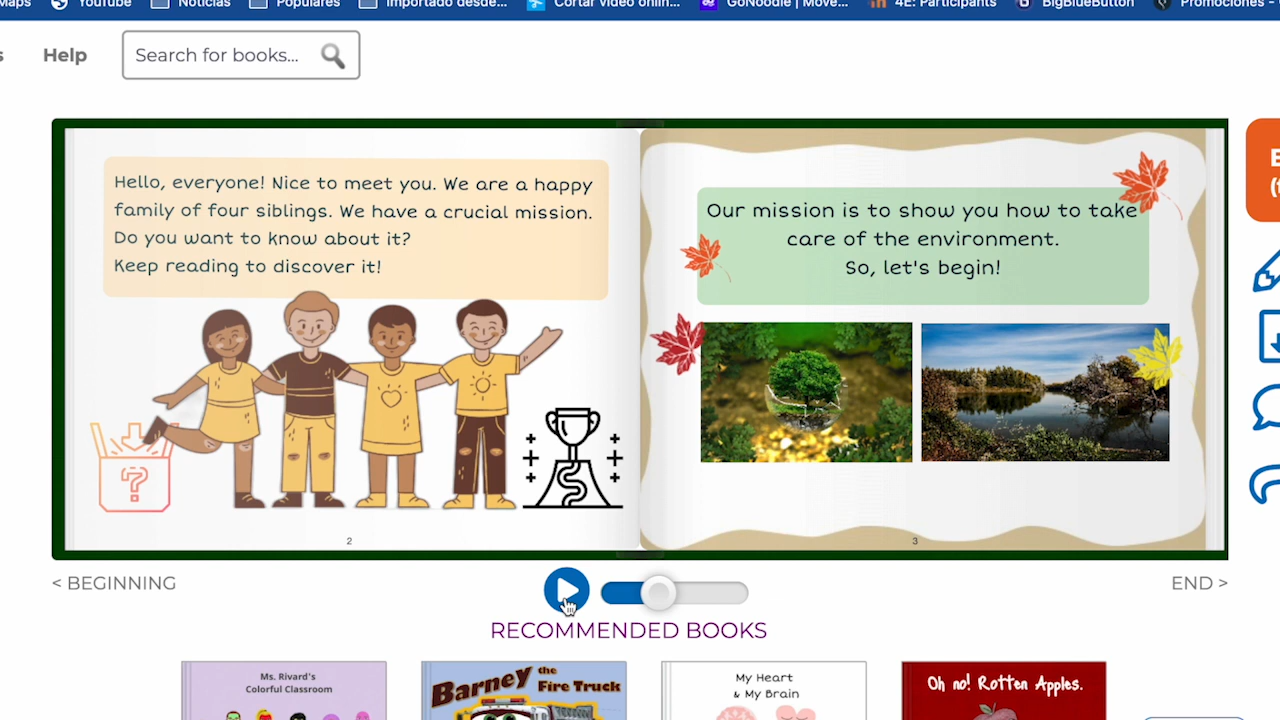 Maps
YouTube
Noticias
Populares
Importado desde...
Cortar video onlin...
GoNoodle | Move...
4E: Participants
BigBlueButton
Promociones -
s
Help
Search for books...
Hello, everyone! Nice to meet you. We are a happy
family of four siblings. We have a crucial mission.
Do you want to know about it?
Keep reading to discover it!
?
2
Our mission is to show you how to take
care of the environment.
So, let's begin!
3
< BEGINNING
END >
RECOMMENDED BOOKS
Ms. Rivard's
Colorful Classroom
Barney the
Fire Truck
My Heart
& My Brain
Oh no! Rotten Apples.